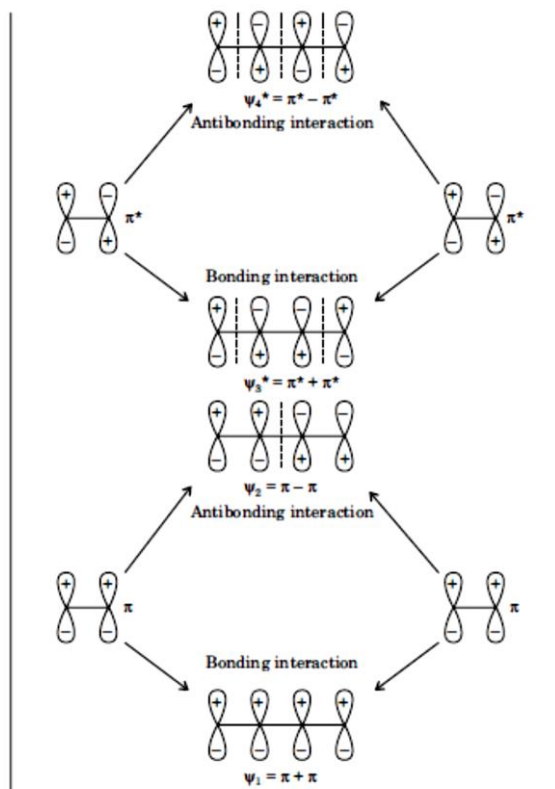 + − + −
− + − −
ψ₄* = π* − π*
Antibonding interaction
+ − π* + − π*
− + − +
Bonding interaction
+ − − +
− + + −
ψ₃* = π* + π*
+ + − −
− − + +
ψ₂ = π − π
Antibonding interaction
+ + π + + π
− − − −
Bonding interaction
+ + + +
− − − −
ψ₁ = π + π